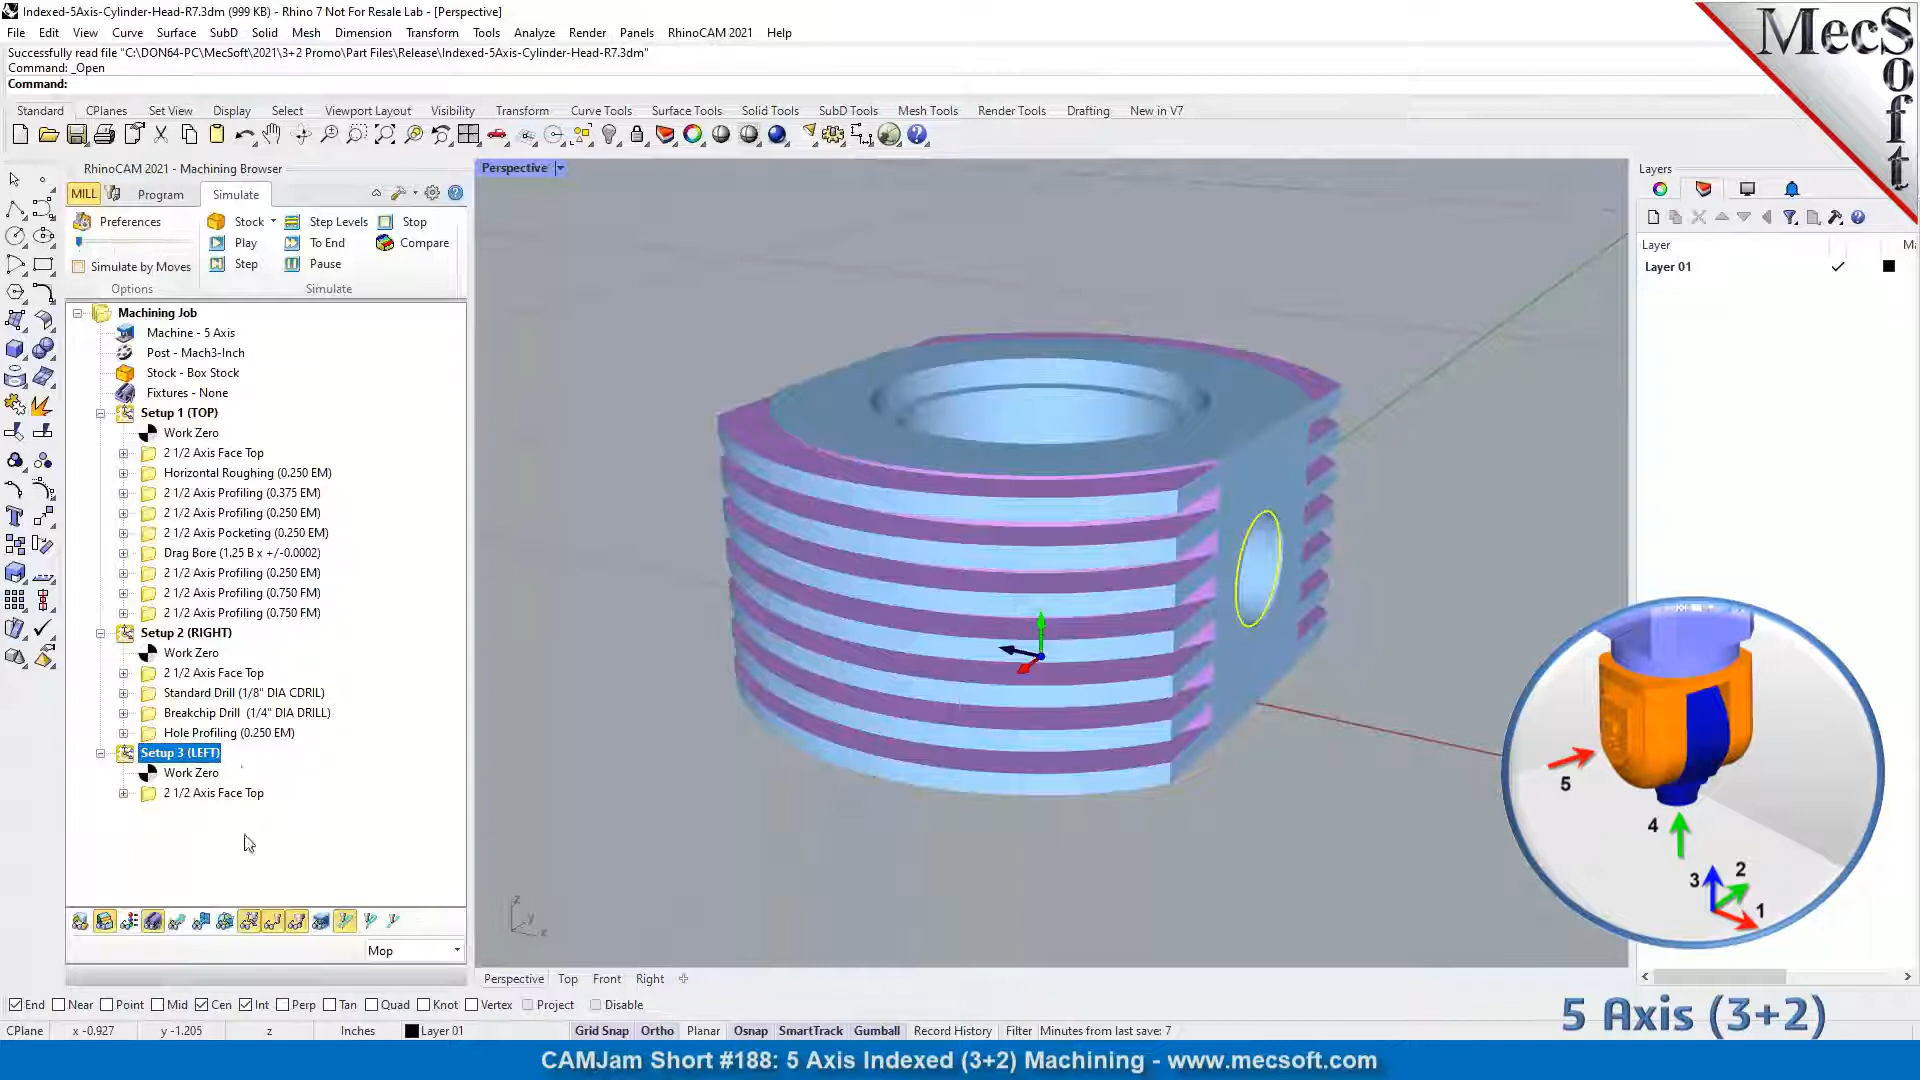 Indexed-5Axis-Cylinder-Head-R7.3dm (999 KB) - Rhino 7 Not For Resale Lab - [Perspective]
File Edit View Curve Surface SubD Solid Mesh Dimension Transform Tools Analyze Render Panels RhinoCAM 2021 Help
Successfully read file "C:\DON64-PC\MecSoft\2021\3+2 Promo\Part Files\Release\Indexed-5Axis-Cylinder-Head-R7.3dm"
Command: _Open
Command:
MecSoft
Standard CPlanes Set View Display Select Viewport Layout Visibility Transform Curve Tools Surface Tools Solid Tools SubD Tools Mesh Tools Render Tools Drafting New in V7
RhinoCAM 2021 - Machining Browser
MILL Program Simulate
Preferences Stock Step Levels Stop
Play To End Compare
Simulate by Moves Step Pause
Options Simulate
Machining Job
Machine - 5 Axis
Post - Mach3-Inch
Stock - Box Stock
Fixtures - None
Setup 1 (TOP)
Work Zero
2 1/2 Axis Face Top
Horizontal Roughing (0.250 EM)
2 1/2 Axis Profiling (0.375 EM)
2 1/2 Axis Profiling (0.250 EM)
2 1/2 Axis Pocketing (0.250 EM)
Drag Bore (1.25 B x +/-0.0002)
2 1/2 Axis Profiling (0.250 EM)
2 1/2 Axis Profiling (0.750 FM)
2 1/2 Axis Profiling (0.750 FM)
Setup 2 (RIGHT)
Work Zero
2 1/2 Axis Face Top
Standard Drill (1/8" DIA CDRIL)
Breakchip Drill (1/4" DIA DRILL)
Hole Profiling (0.250 EM)
Setup 3 (LEFT)
Work Zero
2 1/2 Axis Face Top
Mop
Perspective
z
y
x
Layers
Layer
Layer 01
5
4
3
2
1
Perspective Top Front Right
End Near Point Mid Cen Int Perp Tan Quad Knot Vertex Project Disable
5 Axis (3+2)
CPlane x -0.927 y -1.205 z Inches Layer 01 Grid Snap Ortho Planar Osnap SmartTrack Gumball Record History Filter Minutes from last save: 7
CAMJam Short #188: 5 Axis Indexed (3+2) Machining - www.mecsoft.com